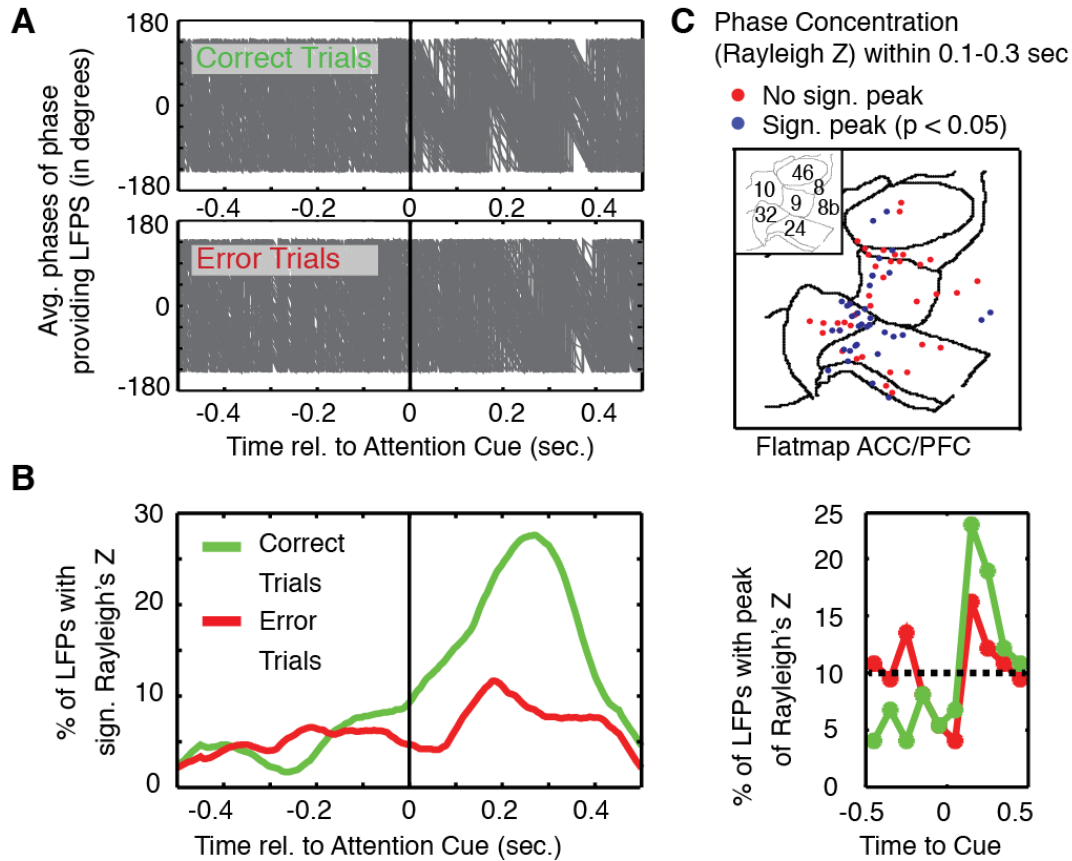 A
180
0
-180
Correct Trials
-0.4
-0.2
0
0.2
0.4
180
0
-180
Error Trials
-0.4
-0.2
0
0.2
0.4
Avg. phases of phase
providing LFPS (in degrees)
Time rel. to Attention Cue (sec.)
B
30
20
10
0
Correct
Trials
Error
Trials
-0.4
-0.2
0
0.2
0.4
% of LFPs with
sign. Rayleigh's Z
Time rel. to Attention Cue (sec.)
C
Phase Concentration
(Rayleigh Z) within 0.1-0.3 sec
No sign. peak
Sign. peak (p < 0.05)
46
10
8
9
8b
32
24
Flatmap ACC/PFC
25
20
15
10
5
0
-0.5
0
0.5
% of LFPs with peak
of Rayleigh's Z
Time to Cue